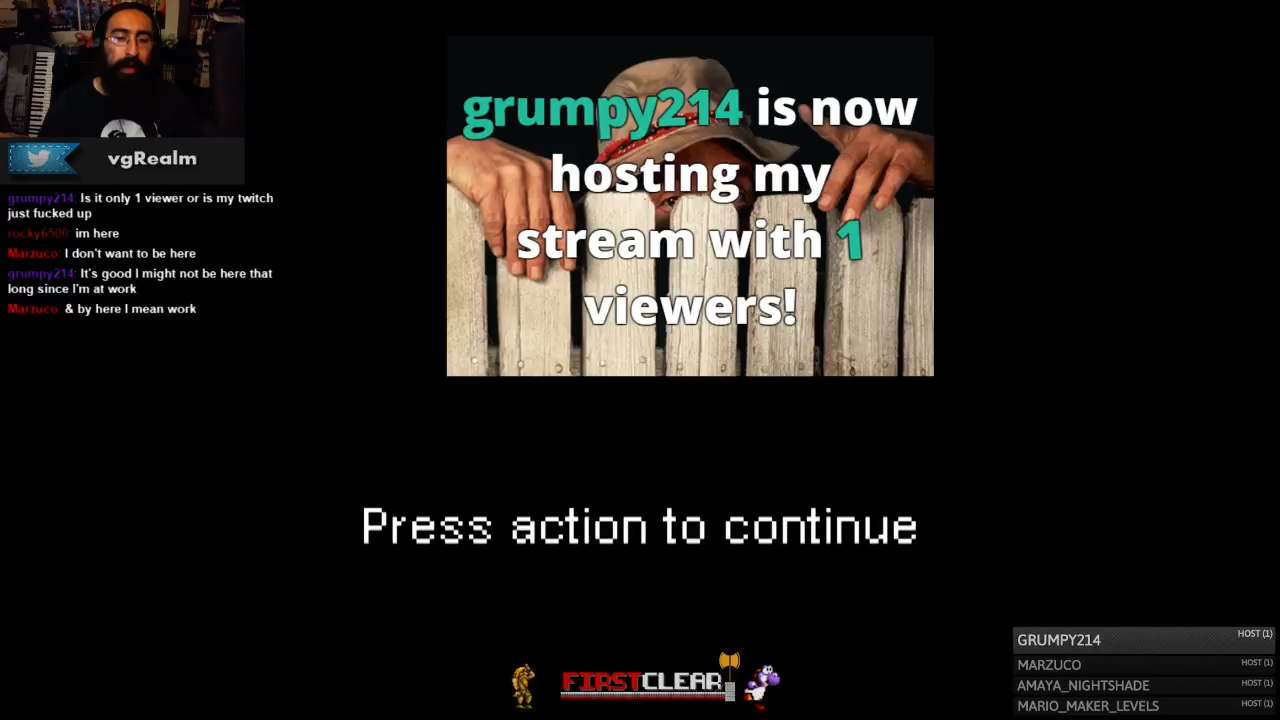 vgRealm
grumpy214: Is it only 1 viewer or is my twitch
just fucked up
rocky6500: im here
Marzuco: I don't want to be here
grumpy214: It's good I might not be here that
long since I'm at work
Marzuco: & by here I mean work
grumpy214 is now
hosting my
stream with 1
viewers!
Press action to continue
FIRSTCLEAR
GRUMPY214 HOST (1)
MARZUCO HOST (1)
AMAYA_NIGHTSHADE HOST (1)
MARIO_MAKER_LEVELS HOST (1)